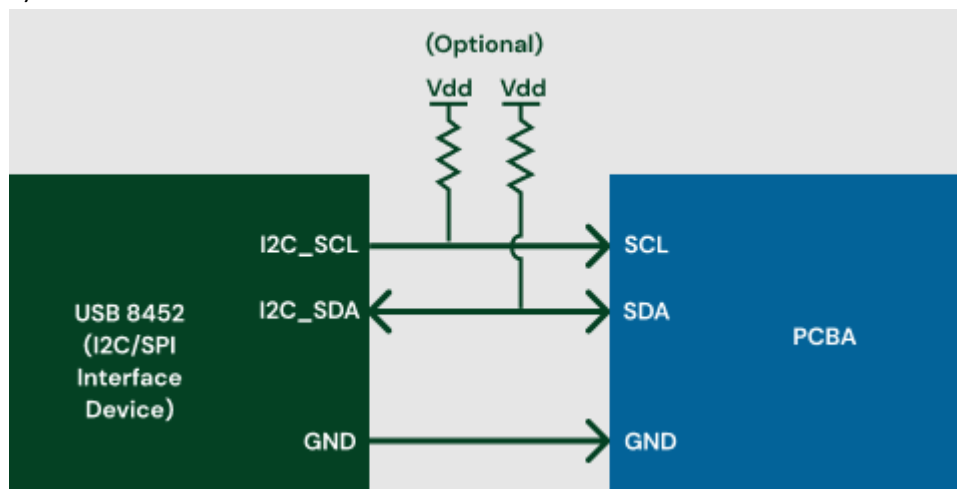 (Optional)
Vdd Vdd
I2C_SCL
SCL
I2C_SDA
SDA
USB 8452
(I2C/SPI
Interface
Device)
PCBA
GND
GND